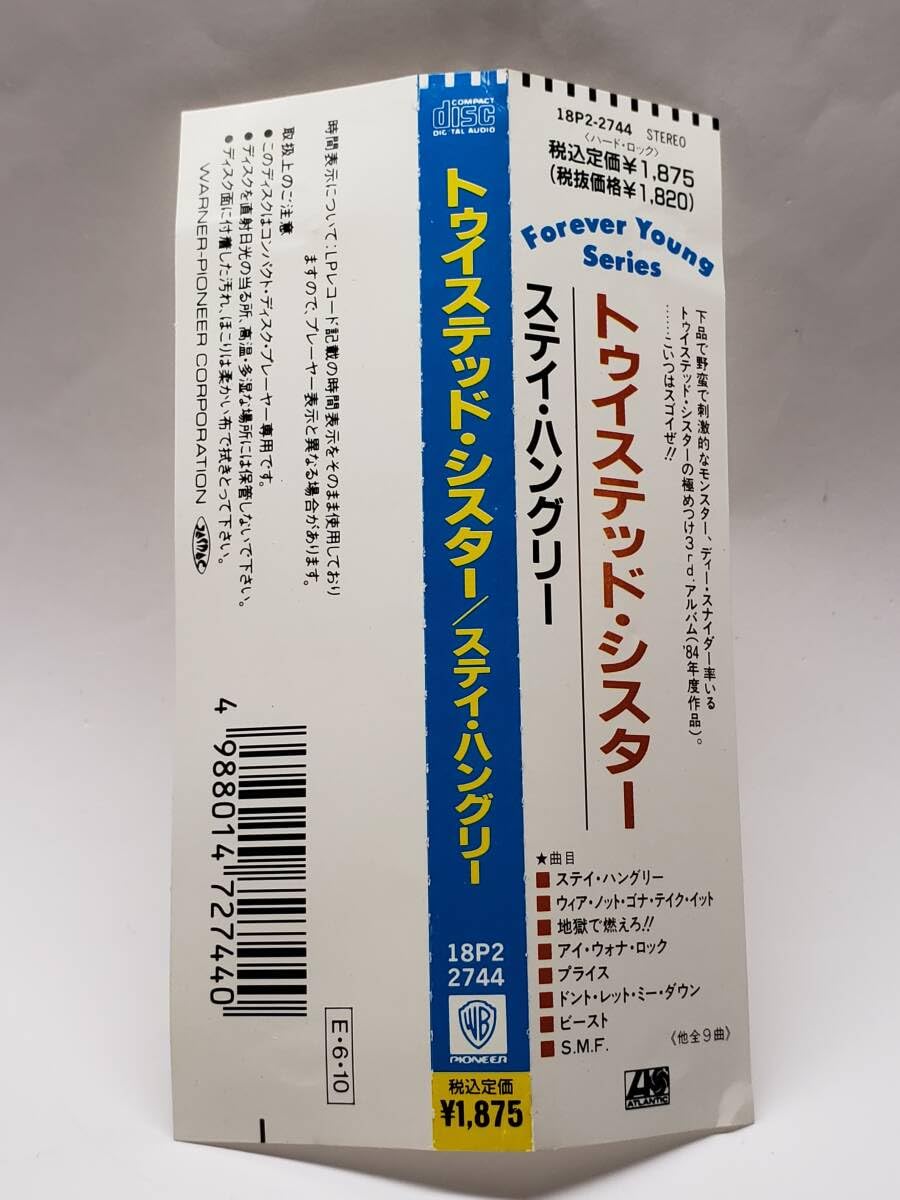 18P2-2744 STEREO
〈ハード・ロック〉
税込定価¥1,875
(税抜価格¥1,820)
Forever Young
Series
下品で野蛮で刺激的なモンスター、ディー・スナイダー率いる
トゥイステッド・シスターの極めつけ3rd.アルバム('84年度作品)。
……こいつはスゴイぜ!!
トゥイステッド・シスター
ステイ・ハングリー
★曲目
■ステイ・ハングリー
■ウィア・ノット・ゴナ・テイク・イット
■地獄で燃えろ!!
■アイ・ウォナ・ロック
■プライス
■ドント・レット・ミー・ダウン
■ビースト
■S.M.F.
〈他全9曲〉
ATLANTIC
COMPACT
disc
DIGITAL AUDIO
トゥイステッド・シスター/ステイ・ハングリー
18P2
2744
WB
PIONEER
税込定価
¥1,875
時間表示について:LPレコード記載の時間表示をそのまま使用しており
ますので、プレーヤー表示と異なる場合があります。
取扱上のご注意
●このディスクはコンパクト・ディスク・プレーヤー専用です。
●ディスクを直射日光の当る所、高温・多湿な場所には保管しないで下さい。
●ディスク面に付着した汚れ、ほこりは柔かい布で拭きとって下さい。
WARNER-PIONEER CORPORATION JASRAC
4 988014 727440
E・6・10